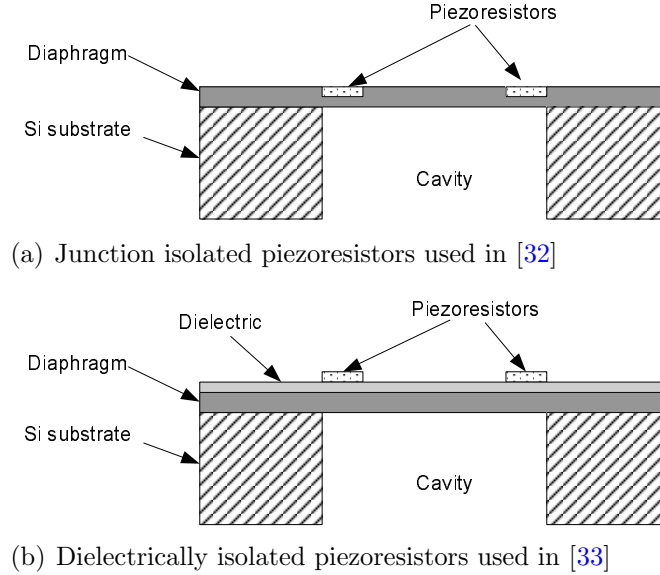 Piezoresistors
Diaphragm
Si substrate
Cavity
(a) Junction isolated piezoresistors used in [32]
Piezoresistors
Dielectric
Diaphragm
Si substrate
Cavity
(b) Dielectrically isolated piezoresistors used in [33]